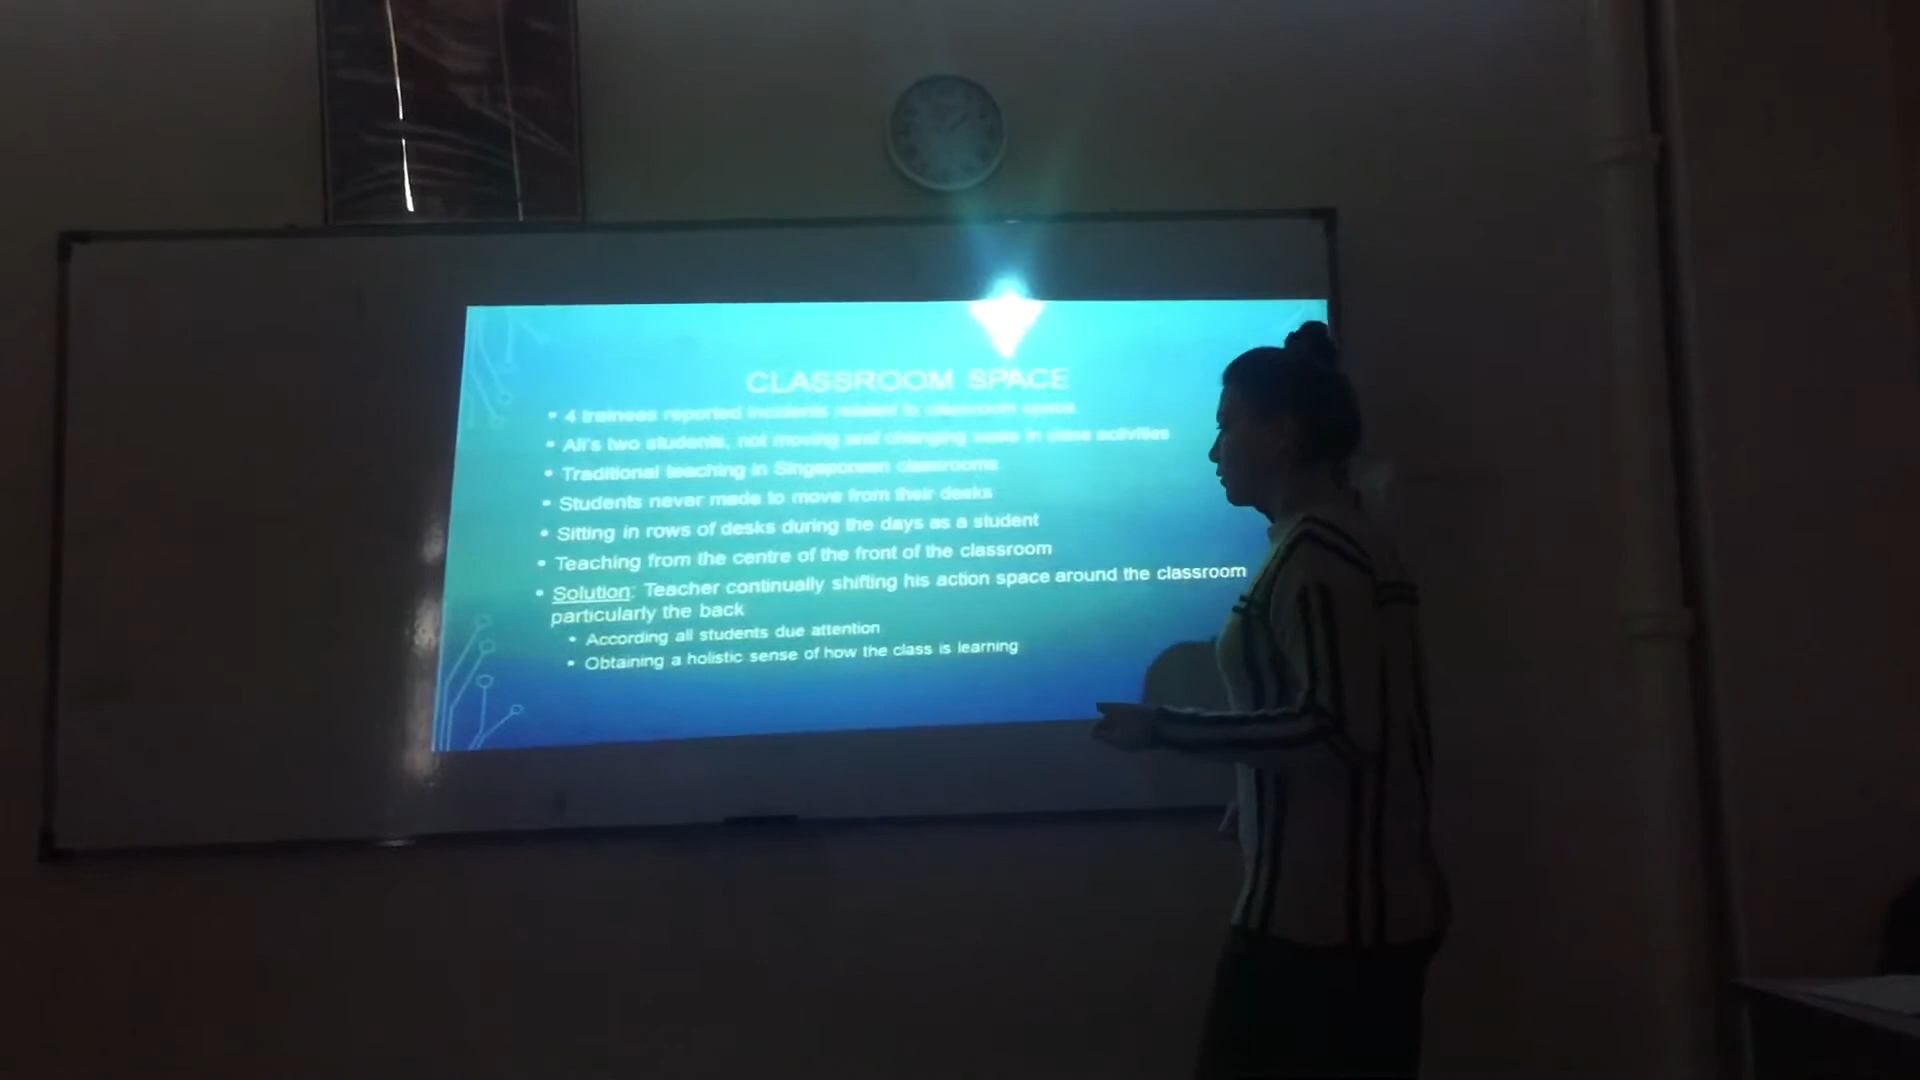 CLASSROOM SPACE
• 4 trainees reported incidents related to classroom space
• Ali's two students, not moving and changing seats in class activities
• Traditional teaching in Singaporean classrooms
• Students never made to move from their desks
• Sitting in rows of desks during the days as a student
• Teaching from the centre of the front of the classroom
• Solution: Teacher continually shifting his action space around the classroom
particularly the back
• According all students due attention
• Obtaining a holistic sense of how the class is learning